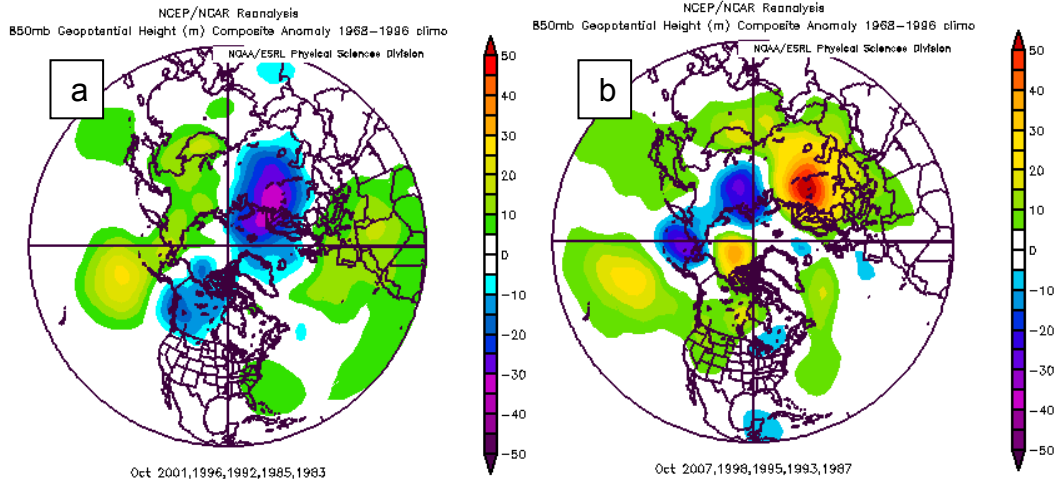 NCEP/NCAR Reanalysis
850mb Geopotential Height (m) Composite Anomaly 1968-1996 climo
NOAA/ESRL Physical Sciences Division
a
50
40
30
20
10
0
-10
-20
-30
-40
-50
Oct 2001,1996,1992,1985,1983
NCEP/NCAR Reanalysis
850mb Geopotential Height (m) Composite Anomaly 1968-1996 climo
NOAA/ESRL Physical Sciences Division
b
50
40
30
20
10
0
-10
-20
-30
-40
-50
Oct 2007,1998,1995,1993,1987